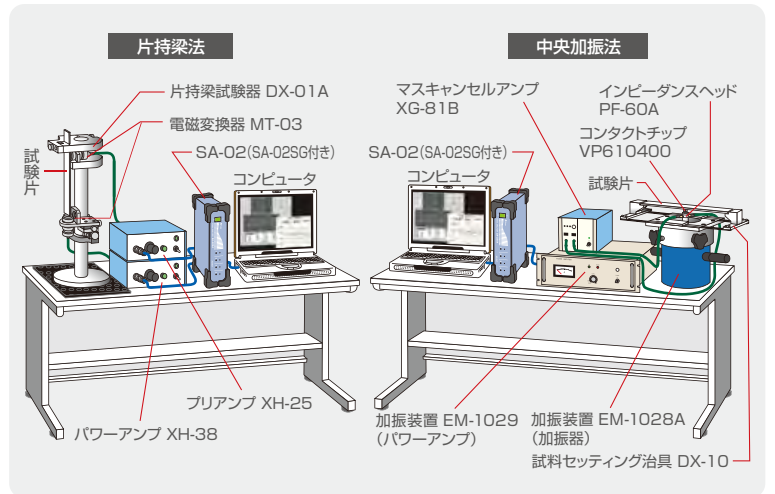 片持梁法
片持梁試験器 DX-01A
電磁変換器 MT-03
試験片
SA-02(SA-02SG付き)
コンピュータ
プリアンプ XH-25
パワーアンプ XH-38
中央加振法
マスキャンセルアンプ
XG-81B
インピーダンスヘッド
PF-60A
コンタクトチップ
VP610400
SA-02(SA-02SG付き)
コンピュータ
試験片
加振装置 EM-1029
(パワーアンプ)
加振装置 EM-1028A
(加振器)
試料セッティング治具 DX-10